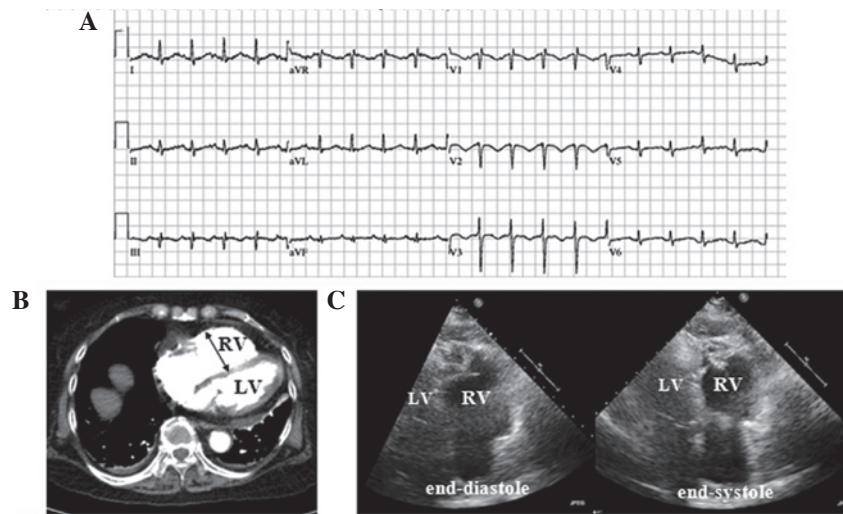 A
I
aVR
V1
V4
II
aVL
V2
V5
III
aVF
V3
V6
B
RV
LV
C
LV
RV
end-diastole
LV
RV
end-systole